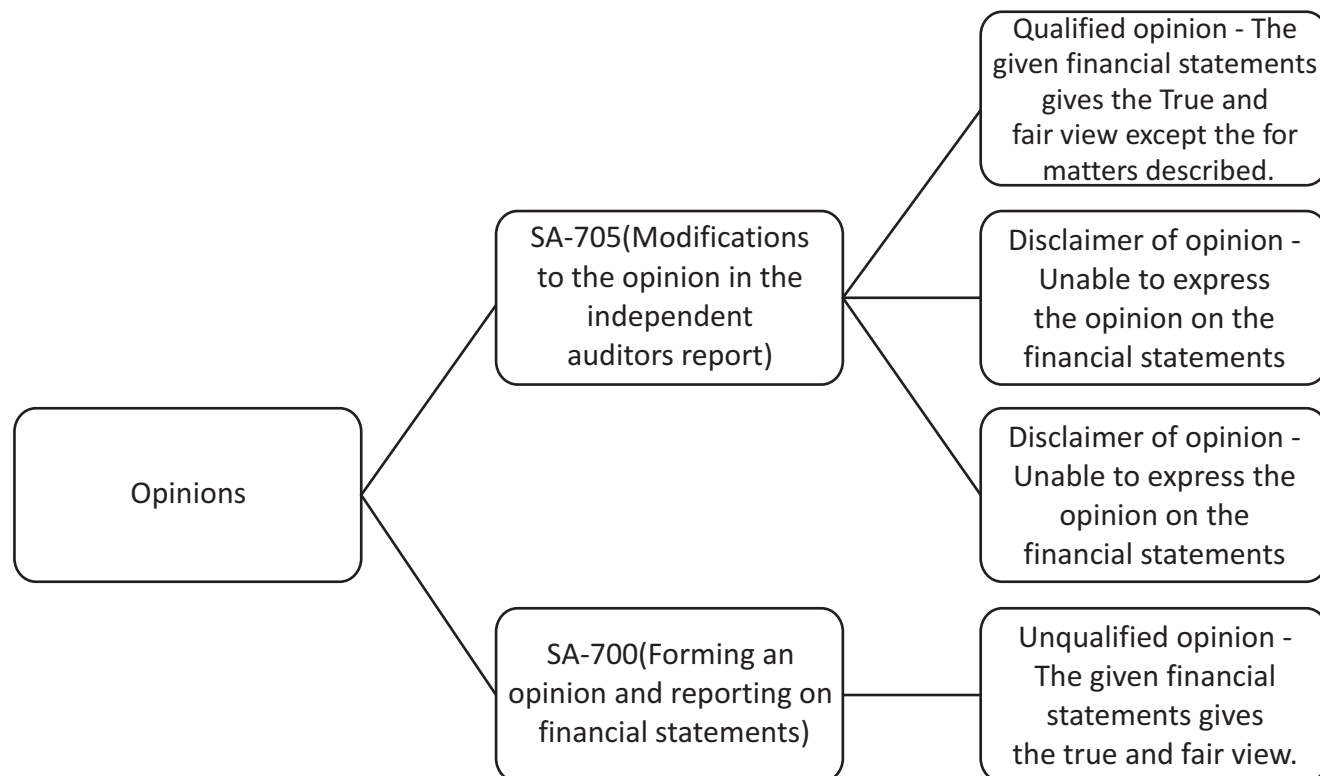 Opinions
SA-705(Modifications
to the opinion in the
independent
auditors report)
SA-700(Forming an
opinion and reporting on
financial statements)
Qualified opinion - The
given financial statements
gives the True and
fair view except the for
matters described.
Disclaimer of opinion -
Unable to express
the opinion on the
financial statements
Disclaimer of opinion -
Unable to express the
opinion on the
financial statements
Unqualified opinion -
The given financial
statements gives
the true and fair view.